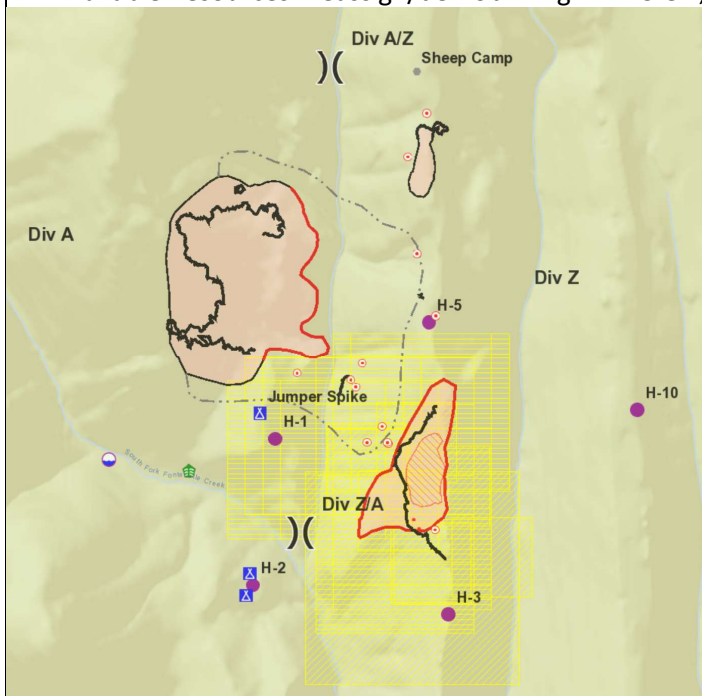 Div A/Z
)(
Sheep Camp
Div A
Div Z
H-5
H-10
Jumper Spike
H-1
Div Z/A
)(
H-2
H-3